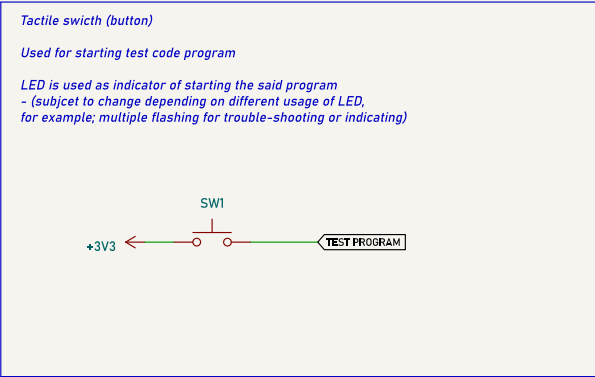 Tactile swicth (button)
Used for starting test code program
LED is used as indicator of starting the said program
- (subjcet to change depending on different usage of LED,
for example; multiple flashing for trouble-shooting or indicating)
SW1
+3V3
TEST PROGRAM